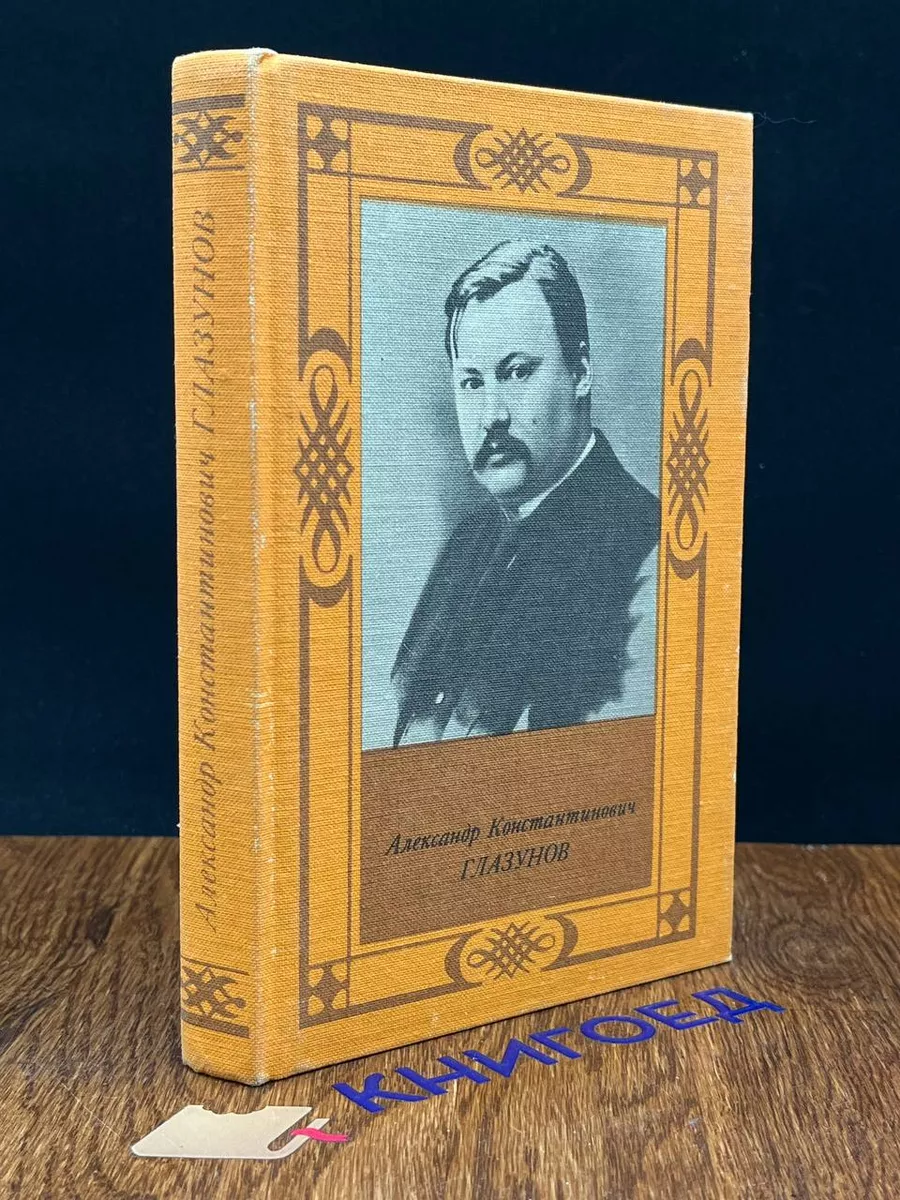 Александр Константинович ГЛАЗУНОВ
Александр Константинович
ГЛАЗУНОВ
КНИГОЕД